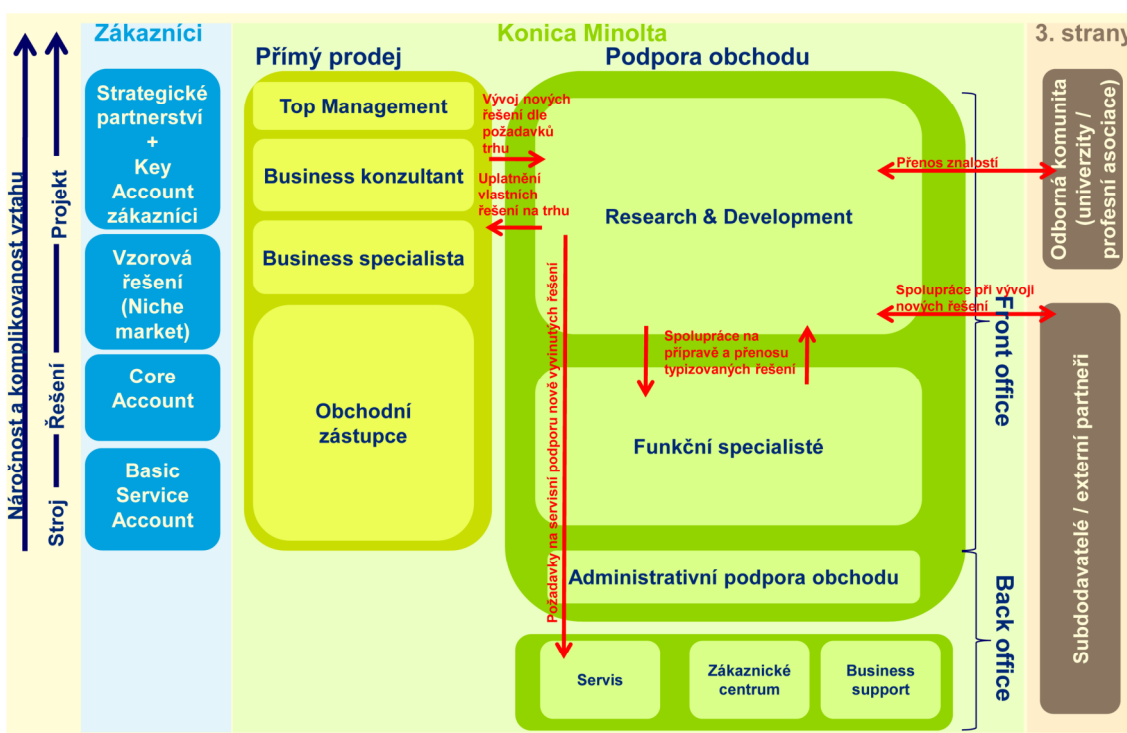 Zákazníci
Konica Minolta
3. strany
Přímý prodej
Podpora obchodu
Náročnost a komplikovanost vztahu
Stroj
Řešení
Projekt
Strategické
partnerství
+
Key
Account
zákazníci
Vzorová
řešení
(Niche
market)
Core
Account
Basic
Service
Account
Top Management
Business konzultant
Business specialista
Obchodní
zástupce
Vývoj nových
řešení dle
požadavků
trhu
Uplatnění
vlastních
řešení na trhu
Research & Development
Požadavky na servisní podporu nově vyvinutých řešení
Spolupráce na
přípravě a přenosu
typizovaných řešení
Funkční specialisté
Administrativní podpora obchodu
Servis
Zákaznické
centrum
Business
support
Přenos znalostí
Spolupráce při vývoji
nových řešení
Front office
Back office
Odborná komunita
(univerzity /
profesní asociace)
Subdodavatelé / externí partneři